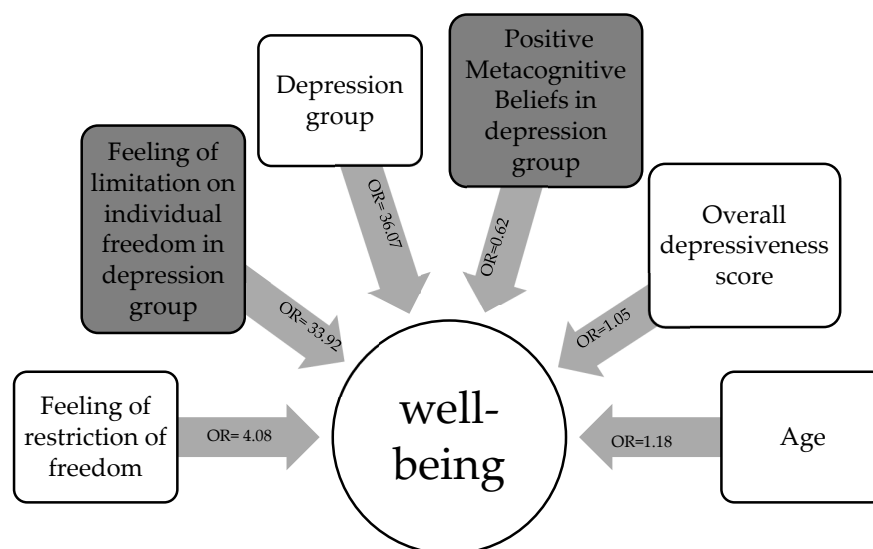 Feeling of
restriction of
freedom
OR= 4.08
Feeling of
limitation on
individual
freedom in
depression
group
OR= 33.92
Depression
group
OR= 36.07
Positive
Metacognitive
Beliefs in
depression
group
OR=0.62
Overall
depressiveness
score
OR=1.05
Age
OR=1.18
well-
being